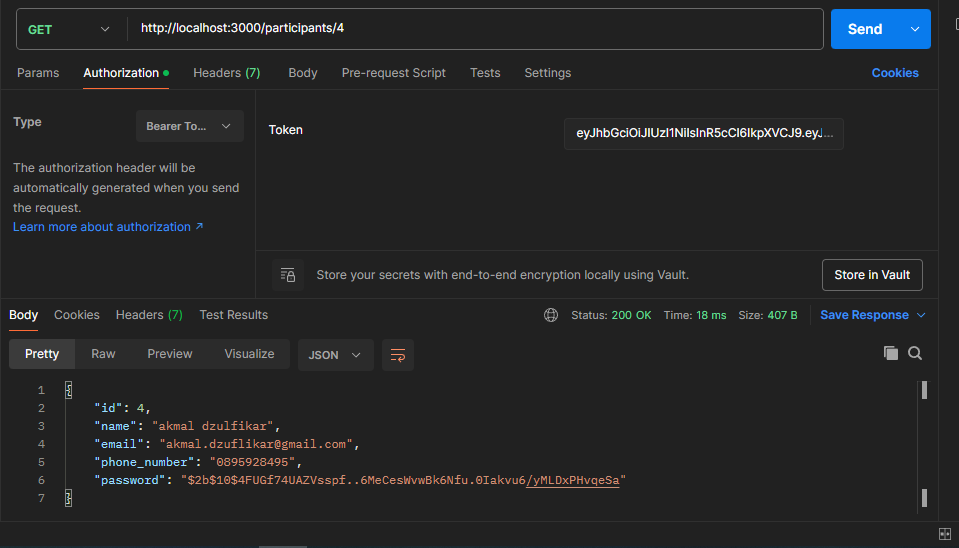 GET
http://localhost:3000/participants/4
Send
Params
Authorization
Headers (7)
Body
Pre-request Script
Tests
Settings
Cookies
Type
Bearer To...
The authorization header will be
automatically generated when you send
the request.
Learn more about authorization ↗
Token
eyJhbGciOiJIUzI1NiIsInR5cCI6IkpXVCJ9.eyJ...
Store your secrets with end-to-end encryption locally using Vault.
Store in Vault
Body
Cookies
Headers (7)
Test Results
Status: 200 OK
Time: 18 ms
Size: 407 B
Save Response
Pretty
Raw
Preview
Visualize
JSON
1 {
2 "id": 4,
3 "name": "akmal dzulfikar",
4 "email": "akmal.dzuflikar@gmail.com",
5 "phone_number": "0895928495",
6 "password": "$2b$10$4FUGf74UAZVsspf..6MeCesWvwBk6Nfu.0Iakvu6/yMLDxPHvqeSa"
7 }